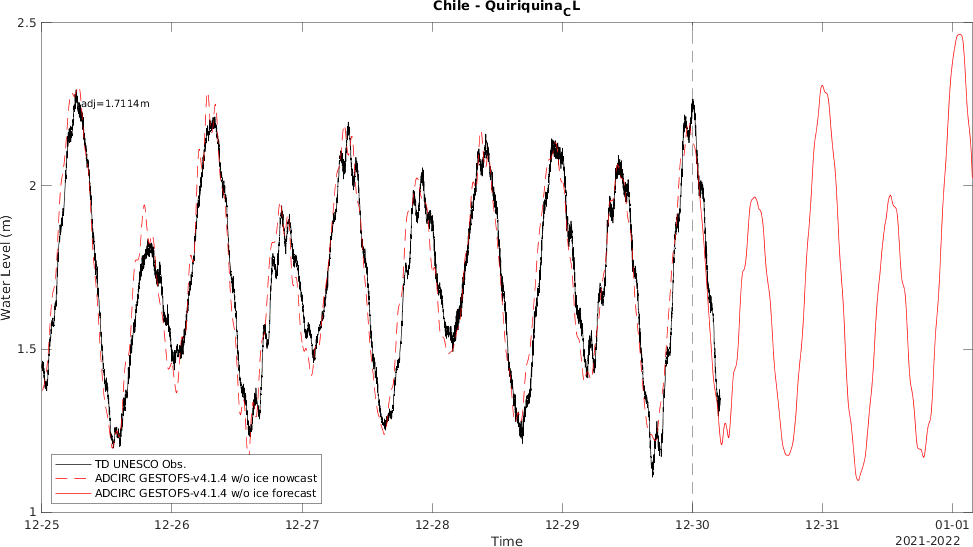 Chile - Quiriquina_CL
2.5
adj=1.7114m
2
Water Level (m)
1.5
TD UNESCO Obs.
ADCIRC GESTOFS-v4.1.4 w/o ice nowcast
ADCIRC GESTOFS-v4.1.4 w/o ice forecast
1
12-25 12-26 12-27 12-28 12-29 12-30 12-31 01-01
Time
2021-2022